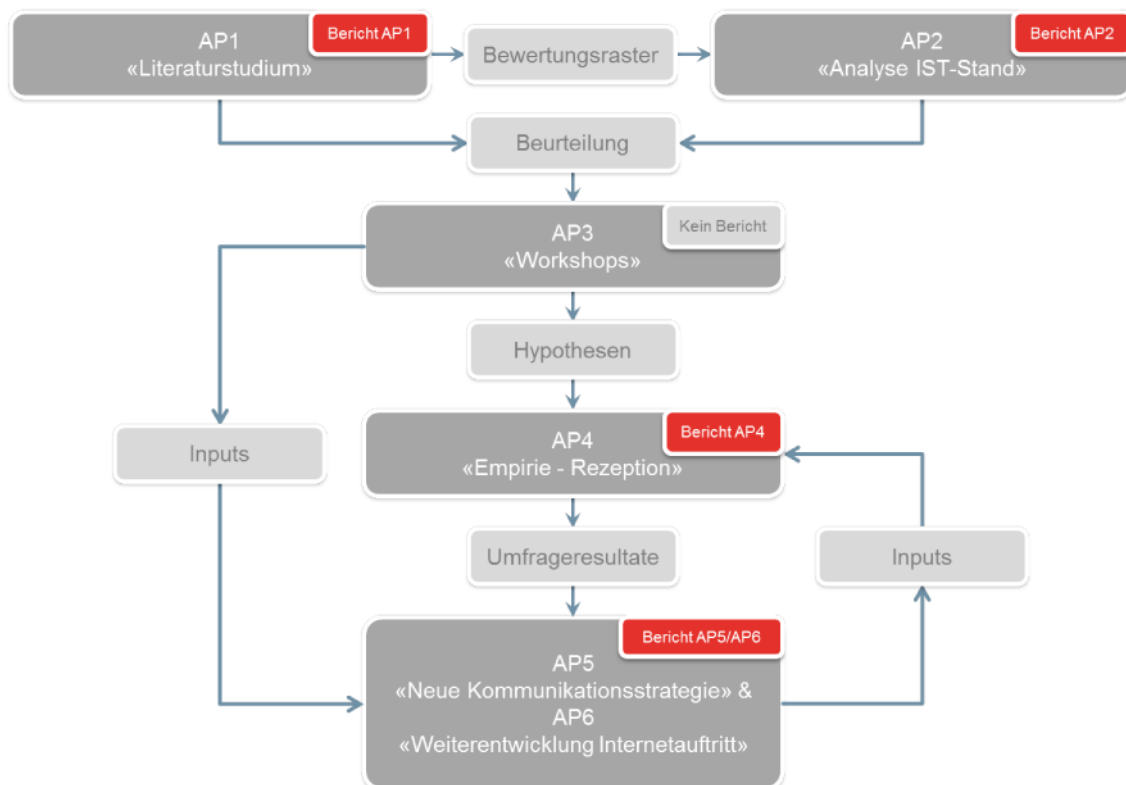 Bericht AP1
AP1
«Literaturstudium»
Bewertungsraster
Bericht AP2
AP2
«Analyse IST-Stand»
Beurteilung
Kein Bericht
AP3
«Workshops»
Hypothesen
Bericht AP4
AP4
«Empirie - Rezeption»
Inputs
Umfrageresultate
Inputs
Bericht AP5/AP6
AP5
«Neue Kommunikationsstrategie» &
AP6
«Weiterentwicklung Internetauftritt»